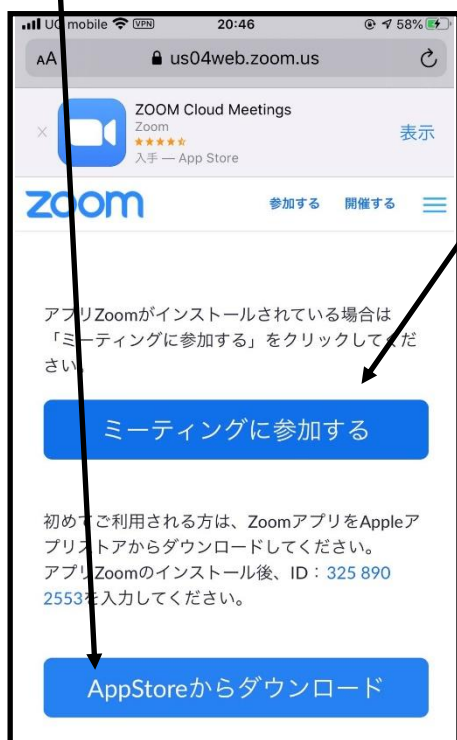 UQ mobile VPN 20:46 58%
AA us04web.zoom.us
ZOOM Cloud Meetings
Zoom
入手 — App Store
表示
zoom 参加する 開催する
アプリZoomがインストールされている場合は
「ミーティングに参加する」をクリックしてくだ
さい。
ミーティングに参加する
初めてご利用される方は、ZoomアプリをAppleア
プリストアからダウンロードしてください。
アプリZoomのインストール後、ID：325 890
2553を入力してください。
AppStoreからダウンロード